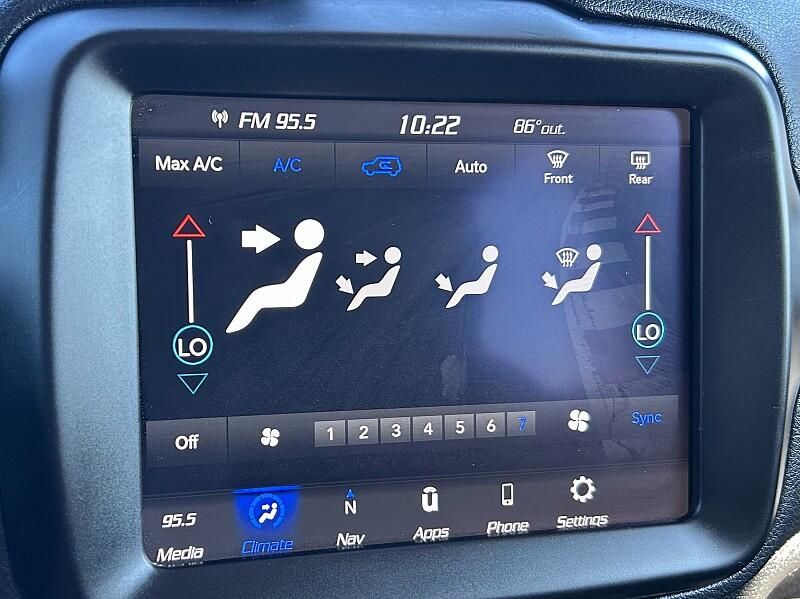 FM 95.5 10:22 86° out.
Max A/C A/C Auto Front Rear
LO LO
Off 1 2 3 4 5 6 7 Sync
95.5 N
Media Climate Nav Apps Phone Settings